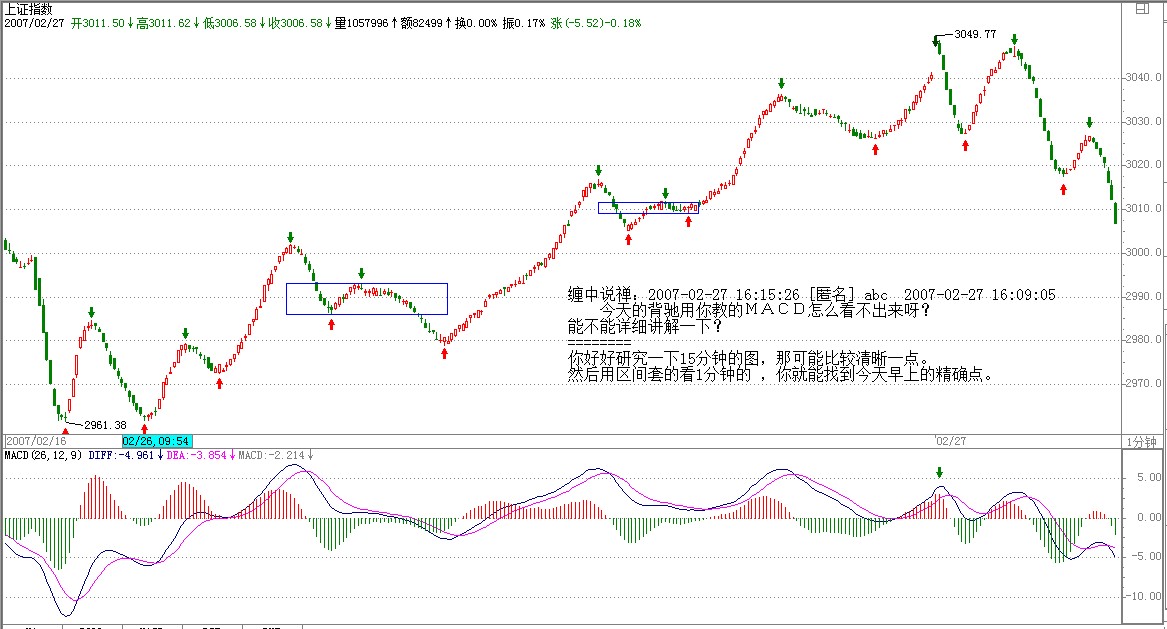 上证指数
2007/02/27 开3011.50↓高3011.62↓低3006.58↓收3006.58↓量1057996↑额82499↑换0.00% 振0.17% 涨(-5.52)-0.18%
3049.77
3040.0
3030.0
3020.0
3010.0
3000.0
2990.0
2980.0
2970.0
缠中说禅：2007-02-27 16:15:26 [匿名] abc 2007-02-27 16:09:05
今天的背驰用你教的ＭＡＣＤ怎么看不出来呀？
能不能详细讲解一下？
========
你好好研究一下15分钟的图，那可能比较清晰一点。
然后用区间套的看1分钟的 ，你就能找到今天早上的精确点。
2961.38
2007/02/16 02/26,09:54 02/27 1分钟
MACD(26,12,9) DIFF:-4.961↓DEA:-3.854↓MACD:-2.214↓
5.00
0.00
-5.00
-10.00